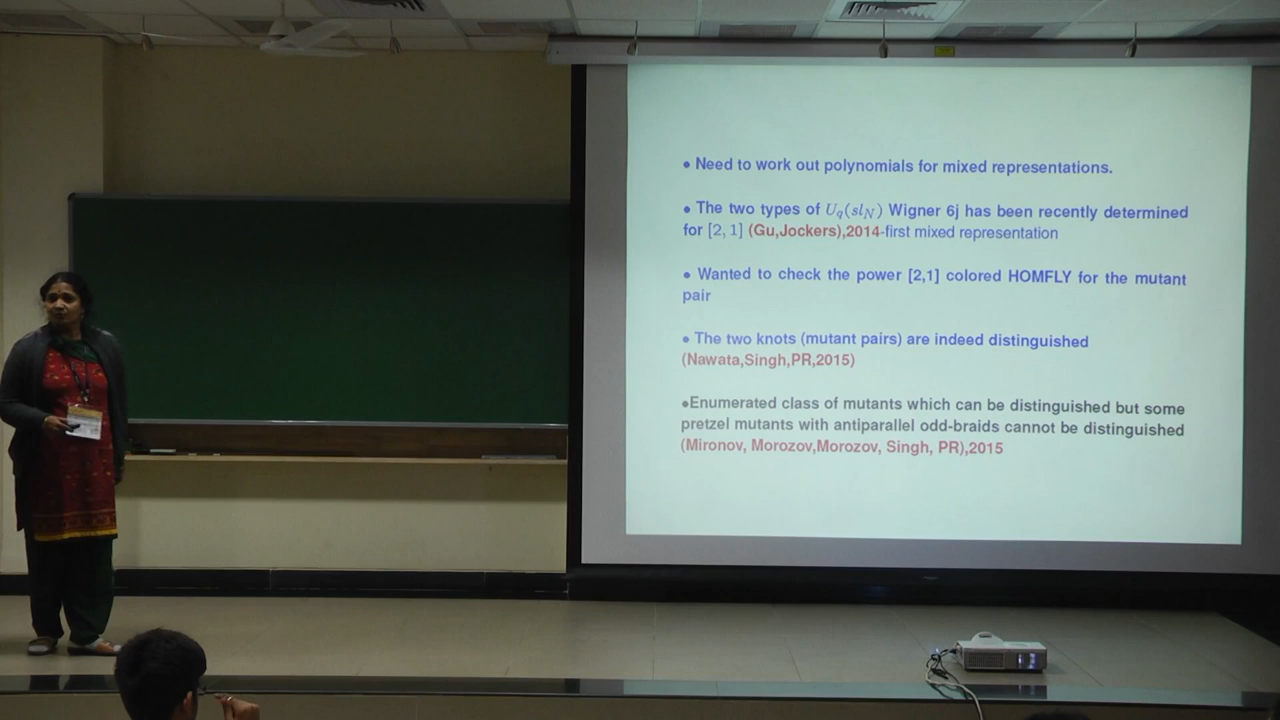 • Need to work out polynomials for mixed representations.
• The two types of U_q(sl_N) Wigner 6j has been recently determined
for [2, 1] (Gu,Jockers),2014-first mixed representation
• Wanted to check the power [2,1] colored HOMFLY for the mutant
pair
• The two knots (mutant pairs) are indeed distinguished
(Nawata,Singh,PR,2015)
•Enumerated class of mutants which can be distinguished but some
pretzel mutants with antiparallel odd-braids cannot be distinguished
(Mironov, Morozov,Morozov, Singh, PR),2015